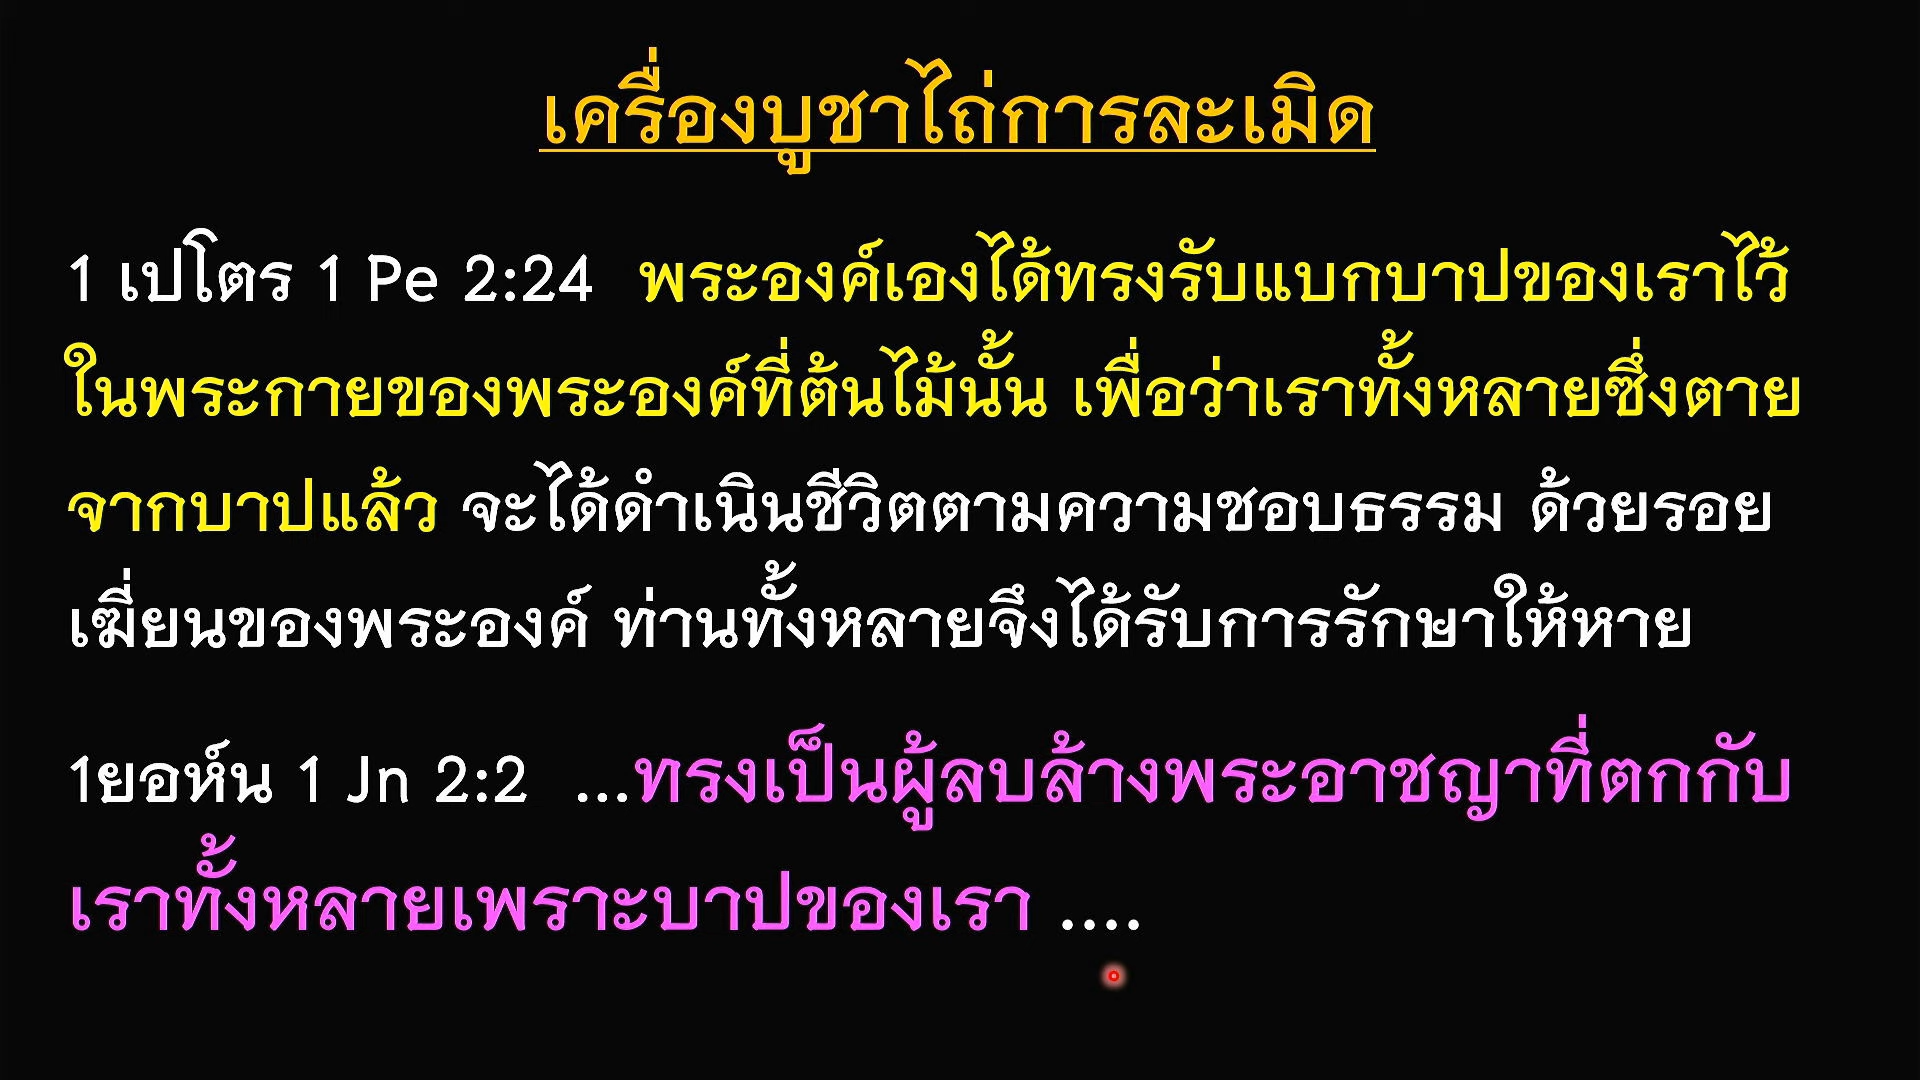 เครื่องบูชาไถ่การละเมิด
1 เปโตร 1 Pe 2:24 พระองค์เองได้ทรงรับแบกบาปของเราไว้
ในพระกายของพระองค์ที่ต้นไม้นั้น เพื่อว่าเราทั้งหลายซึ่งตาย
จากบาปแล้ว จะได้ดำเนินชีวิตตามความชอบธรรม ด้วยรอย
เฆี่ยนของพระองค์ ท่านทั้งหลายจึงได้รับการรักษาให้หาย
1ยอห์น 1 Jn 2:2 ...ทรงเป็นผู้ลบล้างพระอาชญาที่ตกกับ
เราทั้งหลายเพราะบาปของเรา ....